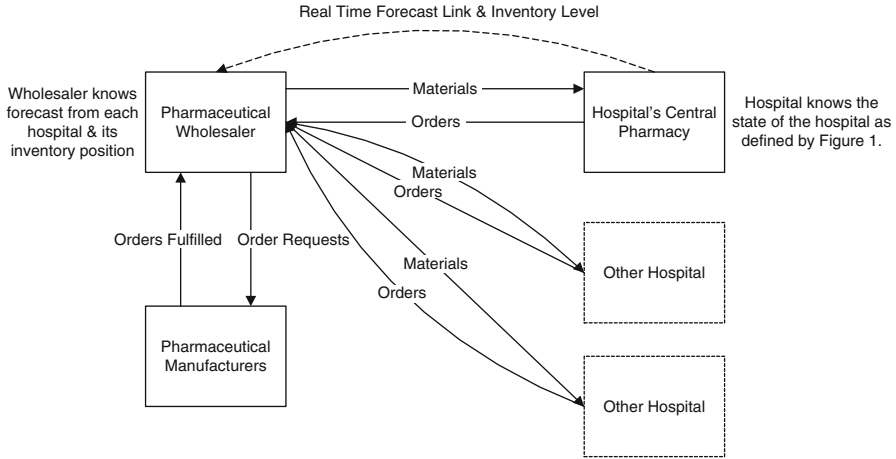 Real Time Forecast Link & Inventory Level
Wholesaler knows
forecast from each
hospital & its
inventory position
Pharmaceutical
Wholesaler
Materials
Orders
Hospital's Central
Pharmacy
Hospital knows the
state of the hospital as
defined by Figure 1.
Materials
Orders
Orders Fulfilled
Order Requests
Materials
Orders
Other Hospital
Pharmaceutical
Manufacturers
Other Hospital